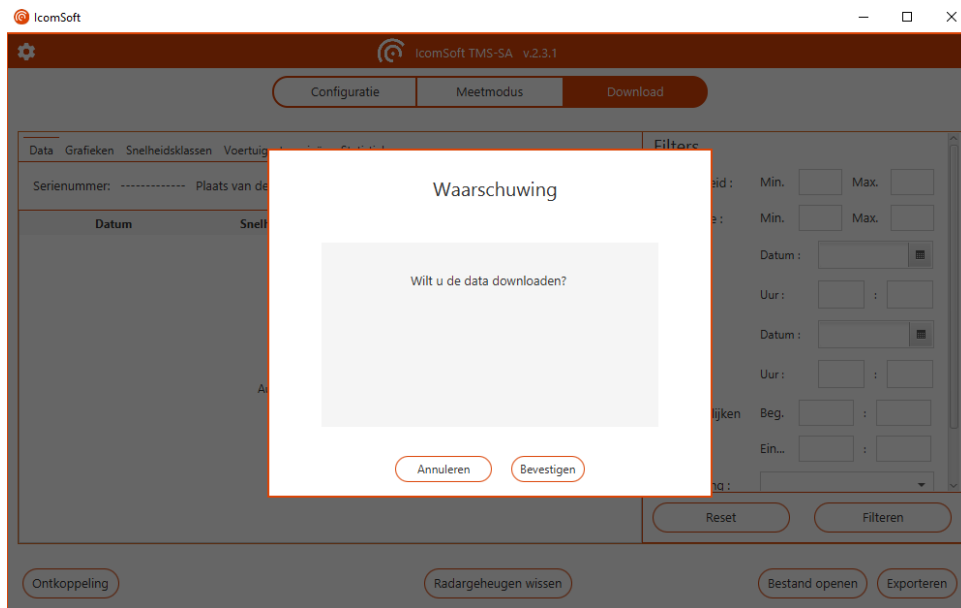 IcomSoft
IcomSoft TMS-SA v.2.3.1
Configuratie Meetmodus Download
Data Grafieken Snelheidsklassen
Serienummer: ------------- Plaats van de
Datum
Filters
Min. Max.
Min. Max.
Datum :
Uur : :
Datum :
Uur : :
Beg. :
Ein... :
Waarschuwing
Wilt u de data downloaden?
Annuleren Bevestigen
Reset Filteren
Ontkoppeling Radargeheugen wissen Bestand openen Exporteren